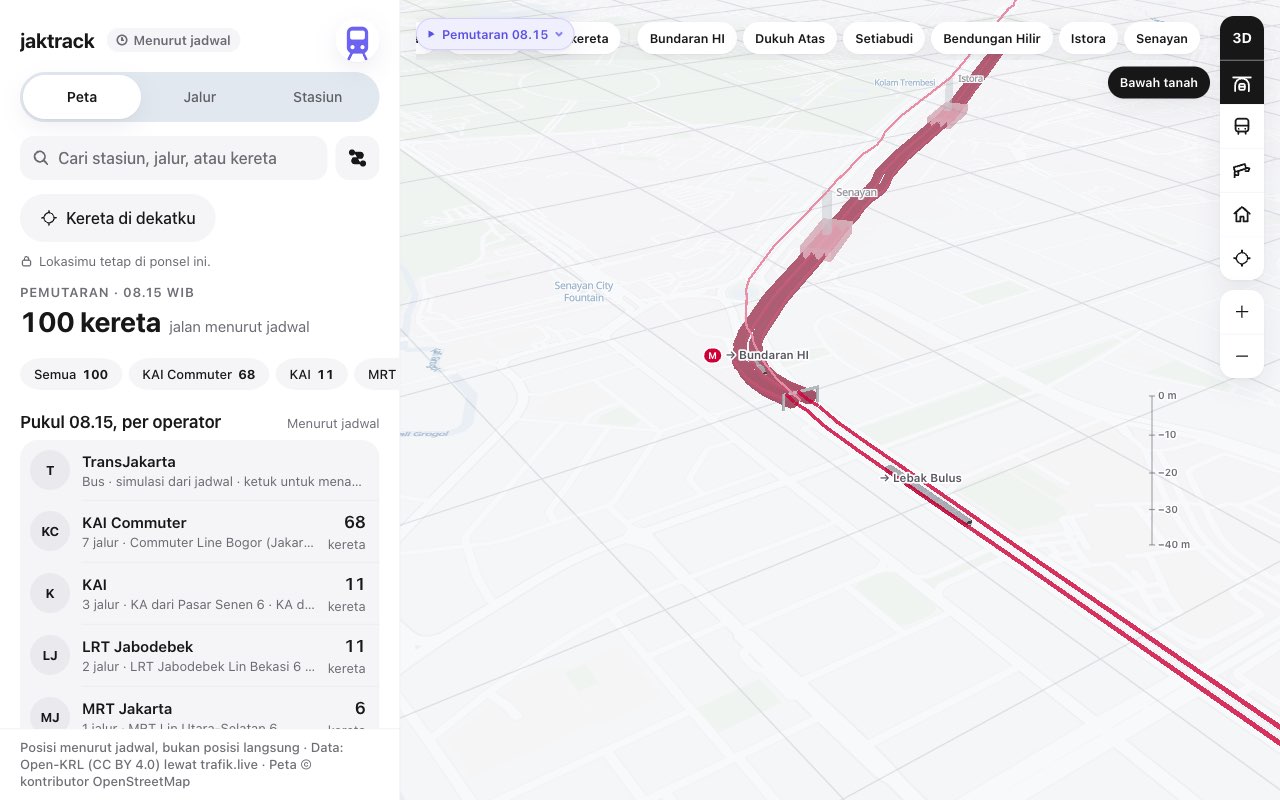 jaktrack
Menurut jadwal
Peta
Jalur
Stasiun
Cari stasiun, jalur, atau kereta
Kereta di dekatku
Lokasimu tetap di ponsel ini.
PEMUTARAN · 08.15 WIB
100 kereta jalan menurut jadwal
Semua 100
KAI Commuter 68
KAI 11
MRT
Pukul 08.15, per operator
Menurut jadwal
T
TransJakarta
Bus · simulasi dari jadwal · ketuk untuk mena...
KC
KAI Commuter
68
7 jalur · Commuter Line Bogor (Jakar...
kereta
K
KAI
11
3 jalur · KA dari Pasar Senen 6 · KA d...
kereta
LJ
LRT Jabodebek
11
2 jalur · LRT Jabodebek Lin Bekasi 6 ...
kereta
MJ
MRT Jakarta
6
1 jalur · MRT Lin Utara-Selatan 6
kereta
Posisi menurut jadwal, bukan posisi langsung · Data:
Open-KRL (CC BY 4.0) lewat trafik.live · Peta ©
kontributor OpenStreetMap
Pemutaran 08.15
kereta
Bundaran HI
Dukuh Atas
Setiabudi
Bendungan Hilir
Istora
Senayan
3D
Bawah tanah
Kolam Trembesi
Istora
Senayan
Senayan City
Fountain
M
→ Bundaran HI
→ Lebak Bulus
0 m
−10
−20
−30
−40 m